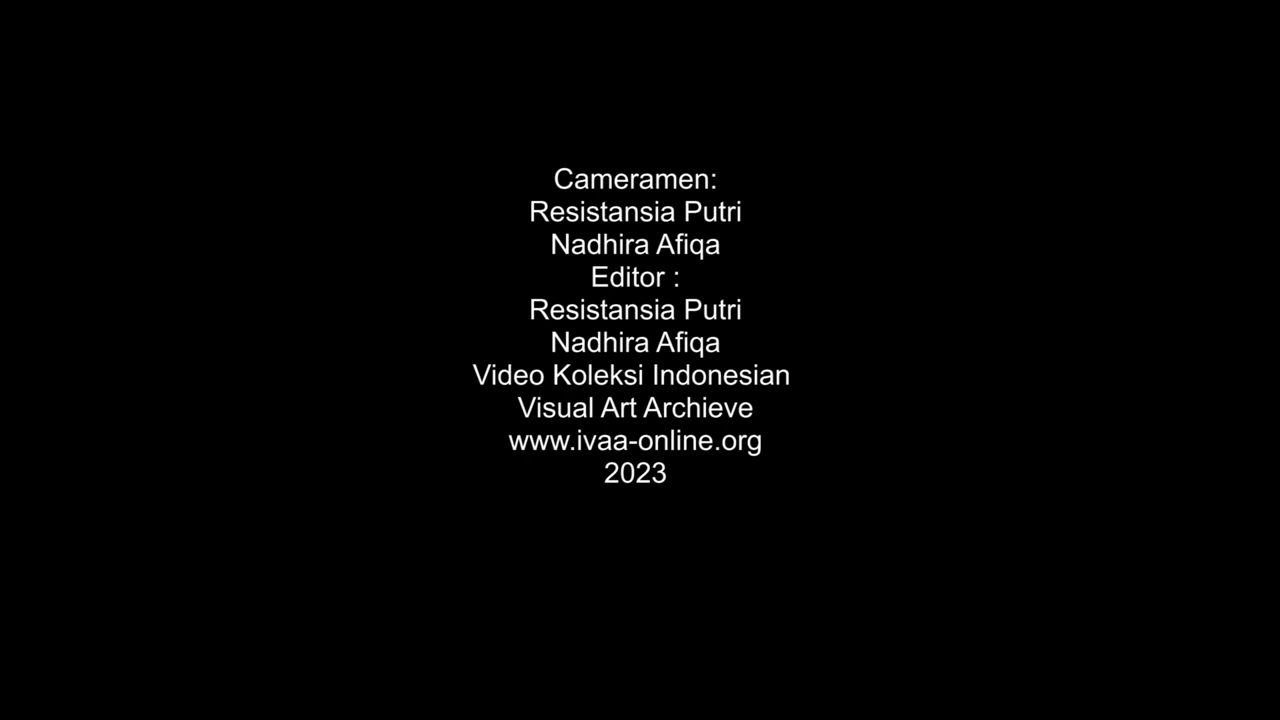 Cameramen:
Resistansia Putri
Nadhira Afiqa
Editor :
Resistansia Putri
Nadhira Afiqa
Video Koleksi Indonesian
Visual Art Archieve
www.ivaa-online.org
2023